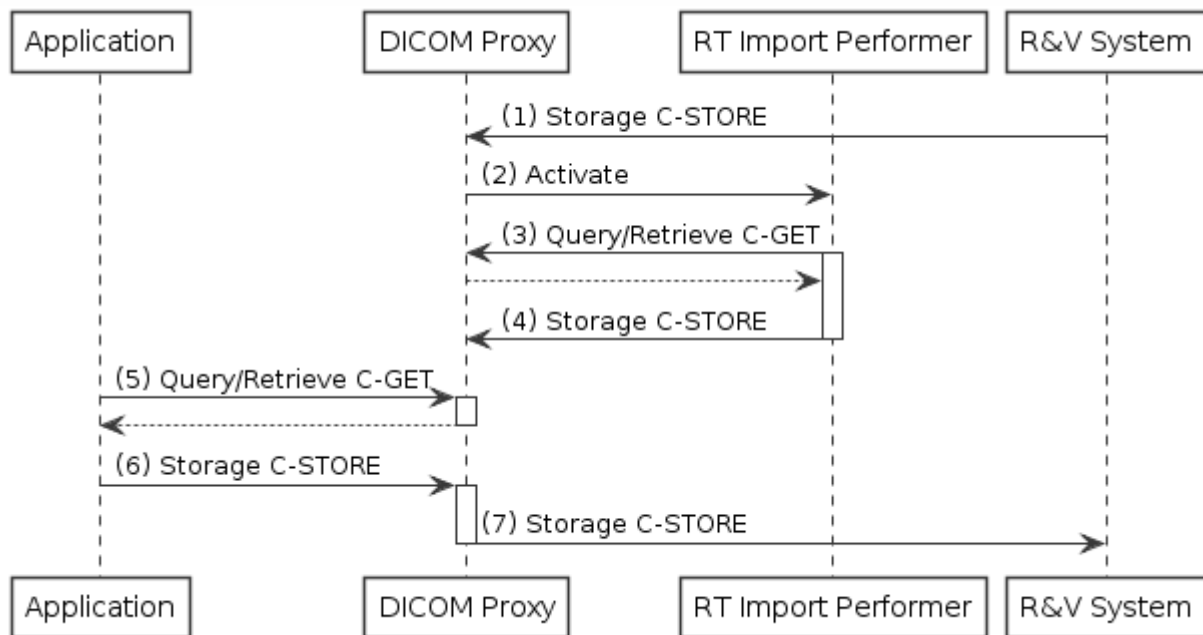 Application
DICOM Proxy
RT Import Performer
R&V System
(1) Storage C-STORE
(2) Activate
(3) Query/Retrieve C-GET
(4) Storage C-STORE
(5) Query/Retrieve C-GET
(6) Storage C-STORE
(7) Storage C-STORE
Application
DICOM Proxy
RT Import Performer
R&V System